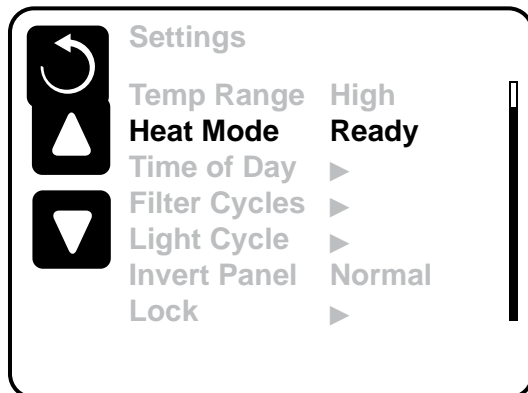 Settings
Temp Range High
Heat Mode Ready
Time of Day
Filter Cycles
Light Cycle
Invert Panel Normal
Lock